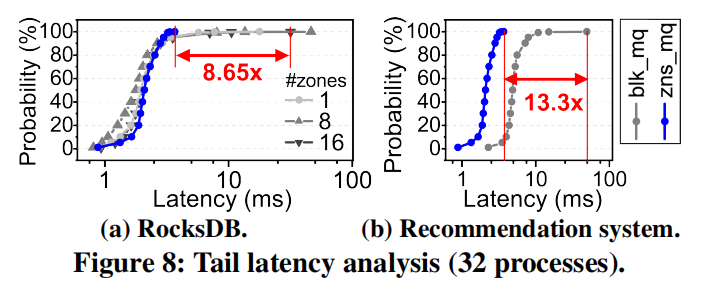 Probability (%)
100
80
60
40
20
0
8.65x
#zones
1
8
16
1
10
100
Latency (ms)
(a) RocksDB.
Probability (%)
100
80
60
40
20
0
13.3x
1
10
100
Latency (ms)
(b) Recommendation system.
blk_mq
zns_mq
Figure 8: Tail latency analysis (32 processes).